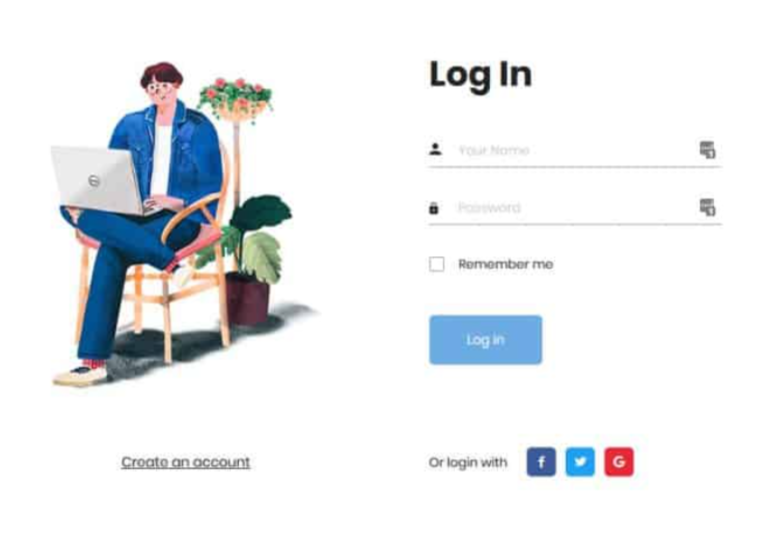 Log In
Your Name
Password
Remember me
Log in
Create an account
Or login with